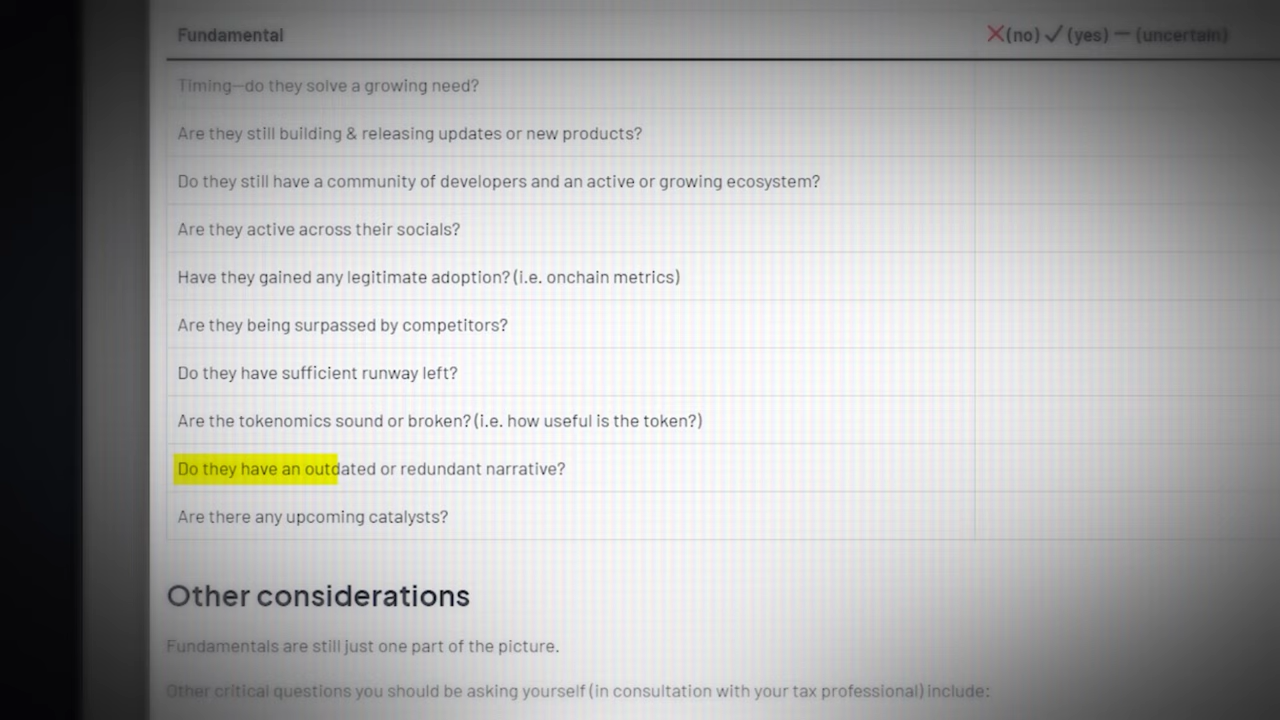 Fundamental ❌(no) ✓ (yes) — (uncertain)
Timing—do they solve a growing need?
Are they still building & releasing updates or new products?
Do they still have a community of developers and an active or growing ecosystem?
Are they active across their socials?
Have they gained any legitimate adoption? (i.e. onchain metrics)
Are they being surpassed by competitors?
Do they have sufficient runway left?
Are the tokenomics sound or broken? (i.e. how useful is the token?)
Do they have an outdated or redundant narrative?
Are there any upcoming catalysts?
Other considerations
Fundamentals are still just one part of the picture.
Other critical questions you should be asking yourself (in consultation with your tax professional) include: